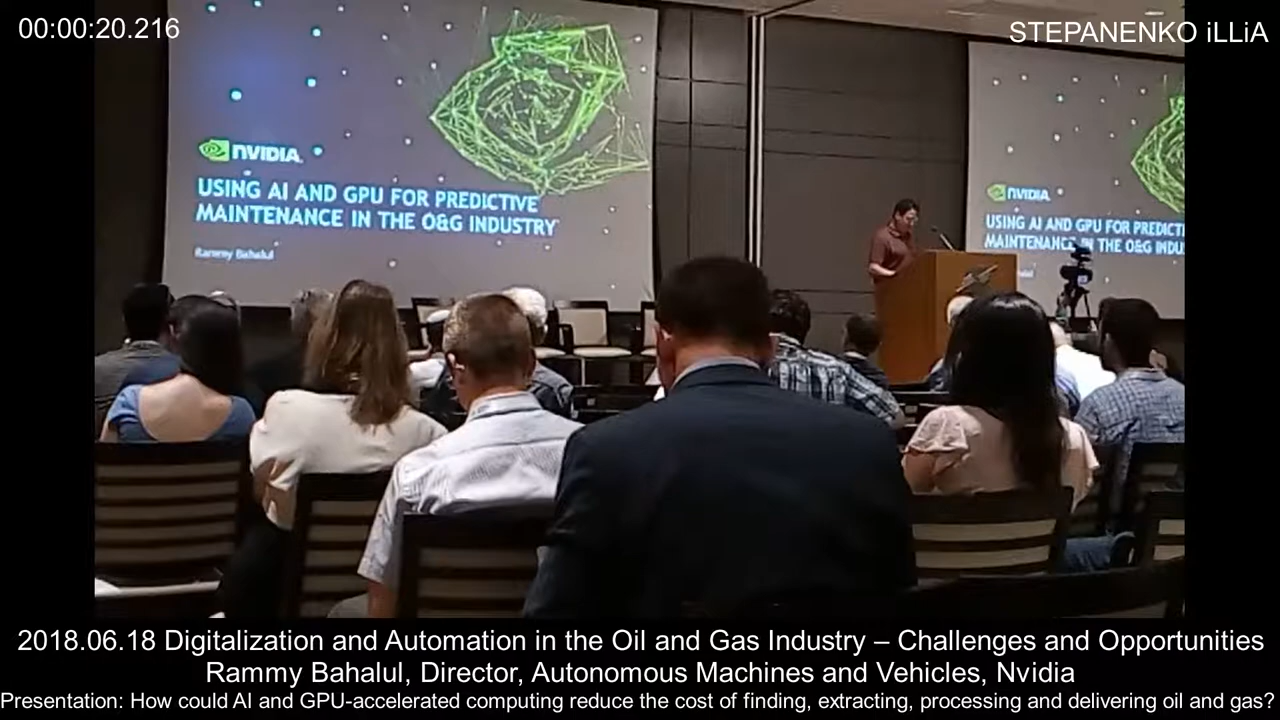 00:00:20.216
STEPANENKO iLLiA
NVIDIA.
USING AI AND GPU FOR PREDICTIVE
MAINTENANCE IN THE O&G INDUSTRY
Rammy Bahalul
NVIDIA
USING AI AND GPU FOR PREDICTI
MAINTENANCE IN THE O&G INDUS
2018.06.18 Digitalization and Automation in the Oil and Gas Industry – Challenges and Opportunities
Rammy Bahalul, Director, Autonomous Machines and Vehicles, Nvidia
Presentation: How could AI and GPU-accelerated computing reduce the cost of finding, extracting, processing and delivering oil and gas?